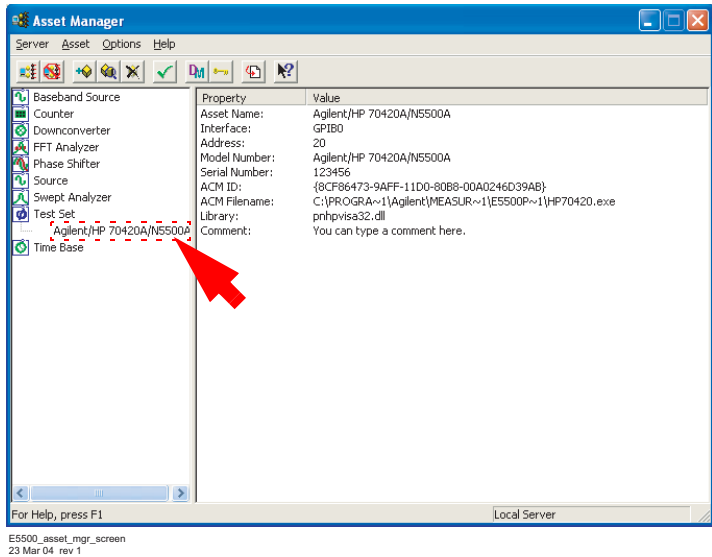 Asset Manager
Server Asset Options Help
Baseband Source
Counter
Downconverter
FFT Analyzer
Phase Shifter
Source
Swept Analyzer
Test Set
Agilent/HP 70420A/N5500A
Time Base
Property Value
Asset Name: Agilent/HP 70420A/N5500A
Interface: GPIB0
Address: 20
Model Number: Agilent/HP 70420A/N5500A
Serial Number: 123456
ACM ID: {8CF86473-9AFF-11D0-80B8-00A0246D39AB}
ACM Filename: C:\PROGRA~1\Agilent\MEASUR~1\E5500P~1\HP70420.exe
Library: pnhpvisa32.dll
Comment: You can type a comment here.
For Help, press F1 Local Server
E5500_asset_mgr_screen
23 Mar 04 rev 1